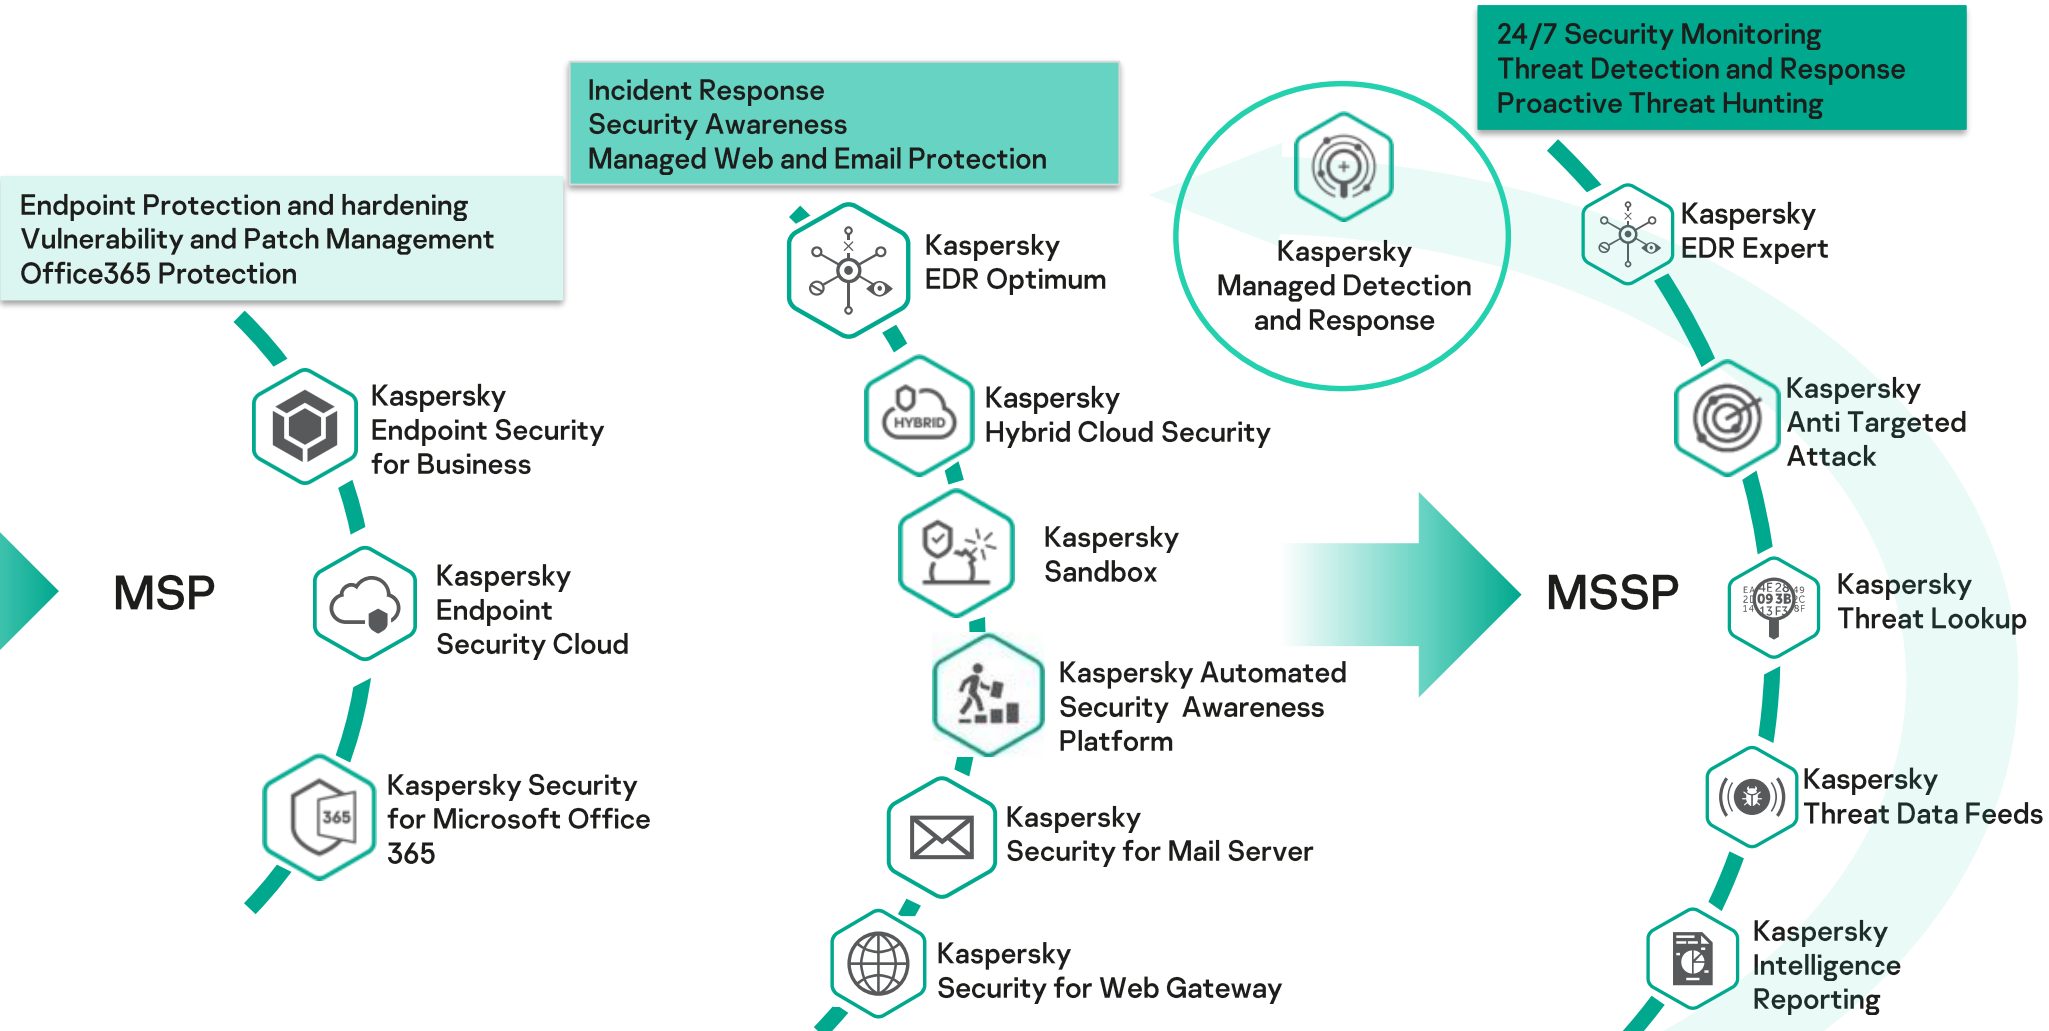 Endpoint Protection and hardening
Vulnerability and Patch Management
Office365 Protection
MSP
Kaspersky
Endpoint Security
for Business
Kaspersky
Endpoint
Security Cloud
365
Kaspersky Security
for Microsoft Office
365
Incident Response
Security Awareness
Managed Web and Email Protection
Kaspersky
EDR Optimum
HYBRID
Kaspersky
Hybrid Cloud Security
Kaspersky
Sandbox
Kaspersky Automated
Security Awareness
Platform
Kaspersky
Security for Mail Server
Kaspersky
Security for Web Gateway
Kaspersky
Managed Detection
and Response
MSSP
24/7 Security Monitoring
Threat Detection and Response
Proactive Threat Hunting
Kaspersky
EDR Expert
Kaspersky
Anti Targeted
Attack
093B
13F3
Kaspersky
Threat Lookup
Kaspersky
Threat Data Feeds
Kaspersky
Intelligence
Reporting